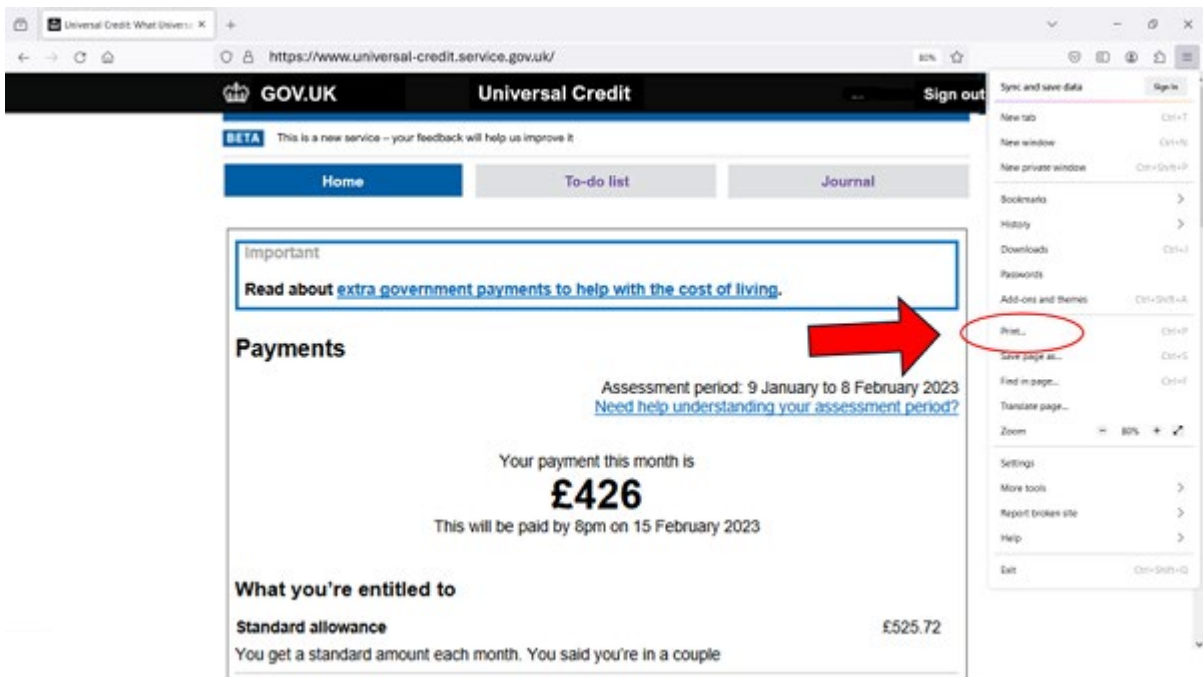 Universal Credit: What Univers
https://www.universal-credit.service.gov.uk/
80%
GOV.UK
Universal Credit
Sign out
BETA
This is a new service – your feedback will help us improve it
Home
To-do list
Journal
Important
Read about extra government payments to help with the cost of living.
Payments
Assessment period: 9 January to 8 February 2023
Need help understanding your assessment period?
Your payment this month is
£426
This will be paid by 8pm on 15 February 2023
What you're entitled to
Standard allowance £525.72
You get a standard amount each month. You said you're in a couple
Sync and save data Sign In
New tab Ctrl+T
New window Ctrl+N
New private window Ctrl+Shift+P
Bookmarks
History
Downloads Ctrl+J
Passwords
Add-ons and themes Ctrl+Shift+A
Print... Ctrl+P
Save page as... Ctrl+S
Find in page... Ctrl+F
Translate page...
Zoom − 80% +
Settings
More tools
Report broken site
Help
Exit Ctrl+Shift+Q